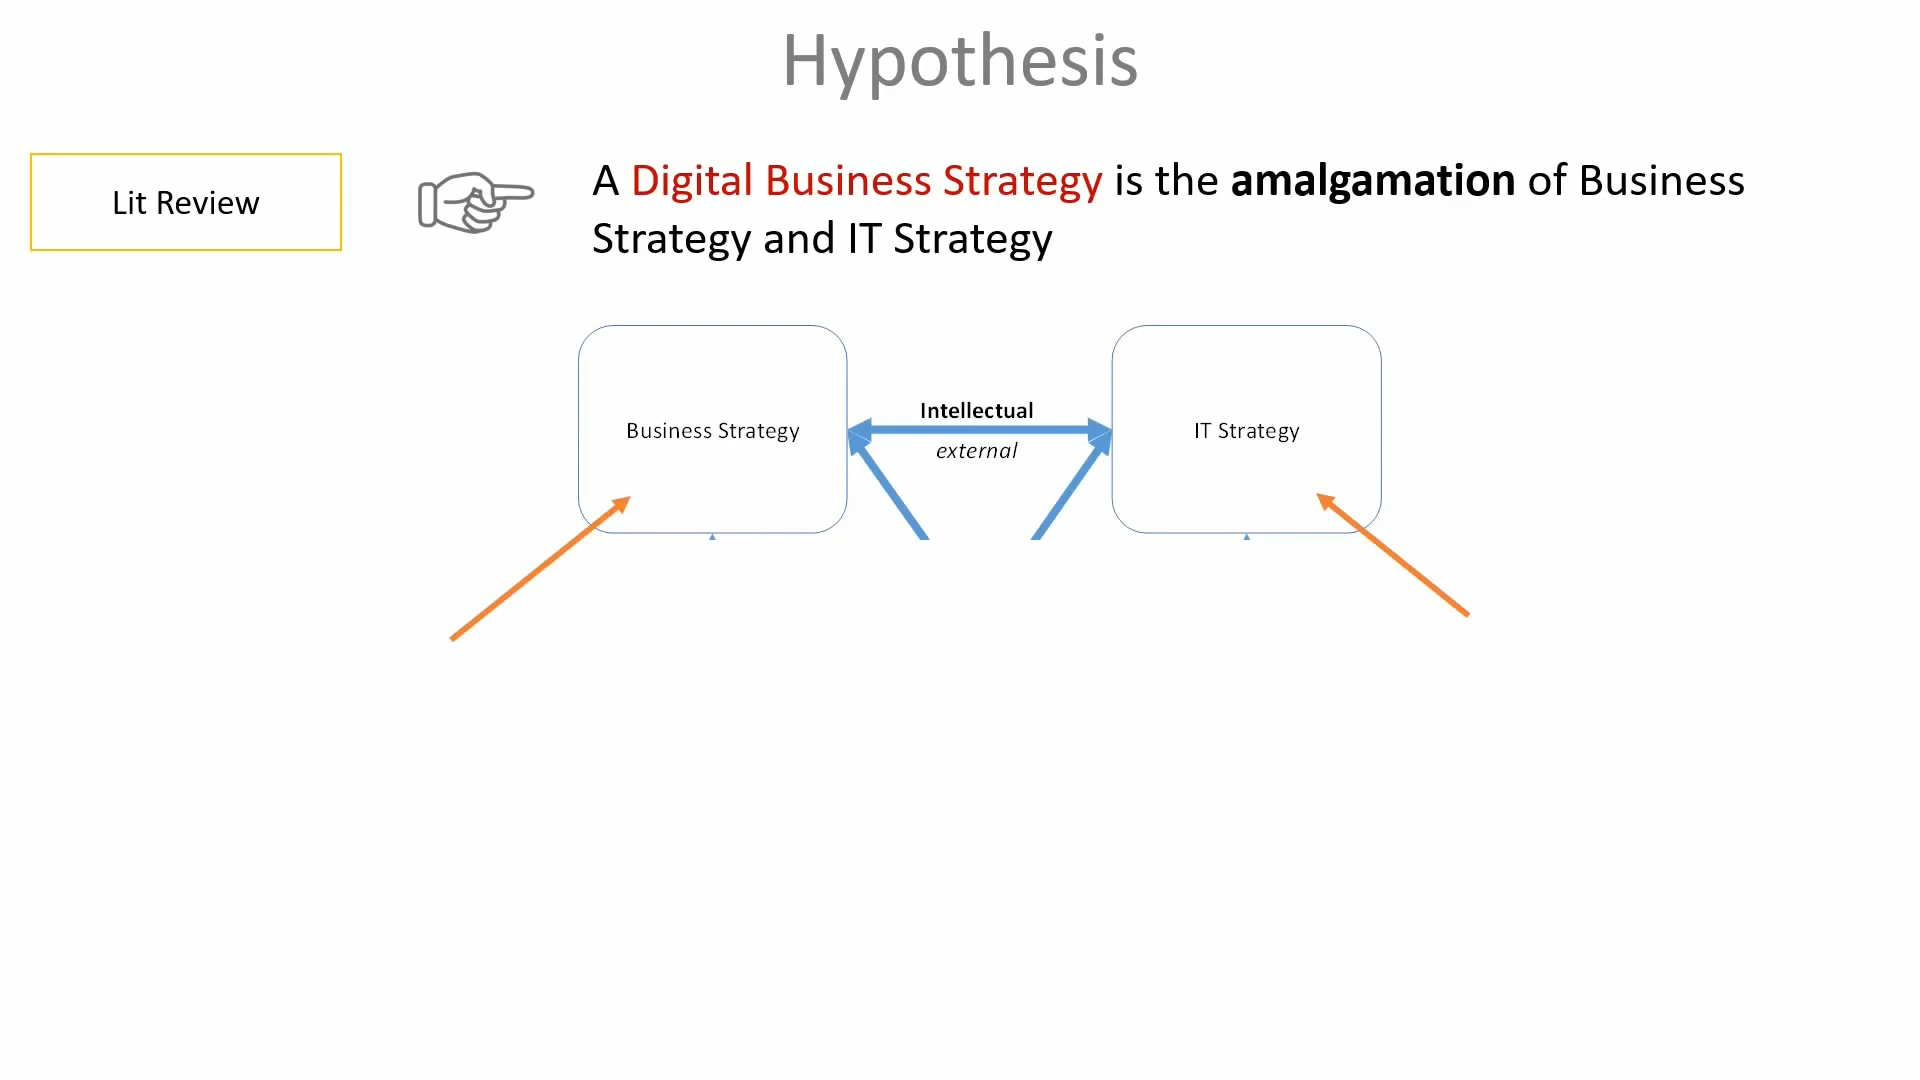 Hypothesis
Lit Review
A Digital Business Strategy is the amalgamation of Business
Strategy and IT Strategy
Business Strategy
Intellectual
external
IT Strategy